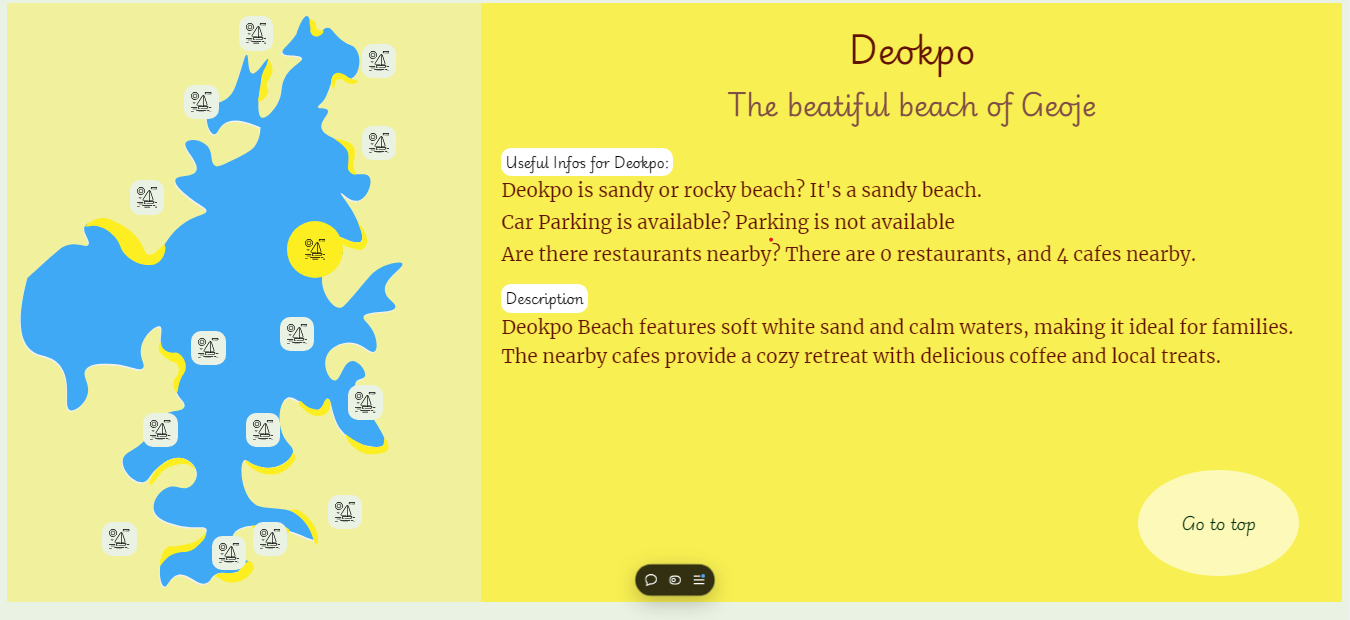 Deokpo
The beatiful beach of Geoje
Useful Infos for Deokpo:
Deokpo is sandy or rocky beach? It's a sandy beach.
Car Parking is available? Parking is not available
Are there restaurants nearby? There are 0 restaurants, and 4 cafes nearby.
Description
Deokpo Beach features soft white sand and calm waters, making it ideal for families.
The nearby cafes provide a cozy retreat with delicious coffee and local treats.
Go to top